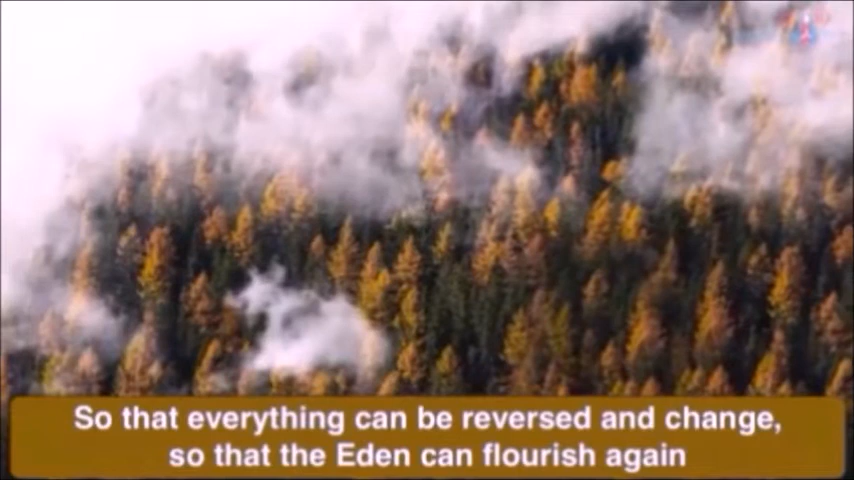 So that everything can be reversed and change,
so that the Eden can flourish again